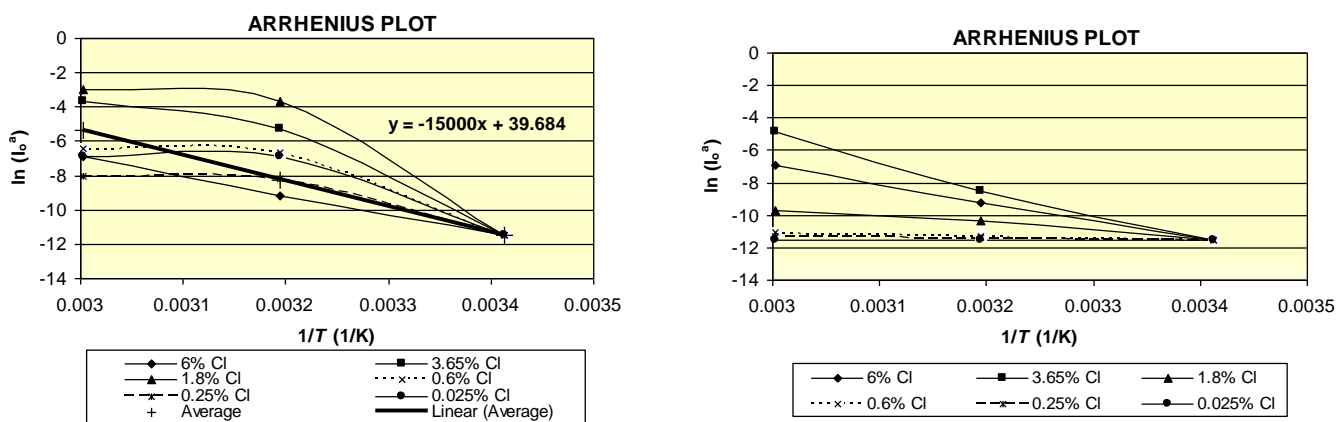 ARRHENIUS PLOT
0
-2
-4
-6
-8
-10
-12
-14
ln (Iₒᵃ)
y = -15000x + 39.684
0.003 0.0031 0.0032 0.0033 0.0034 0.0035
1/T (1/K)
6% Cl 3.65% Cl
1.8% Cl 0.6% Cl
0.25% Cl 0.025% Cl
Average Linear (Average)
ARRHENIUS PLOT
0
-2
-4
-6
-8
-10
-12
-14
ln (Iₒᵃ)
0.003 0.0031 0.0032 0.0033 0.0034 0.0035
1/T (1/K)
6% Cl 3.65% Cl 1.8% Cl
0.6% Cl 0.25% Cl 0.025% Cl